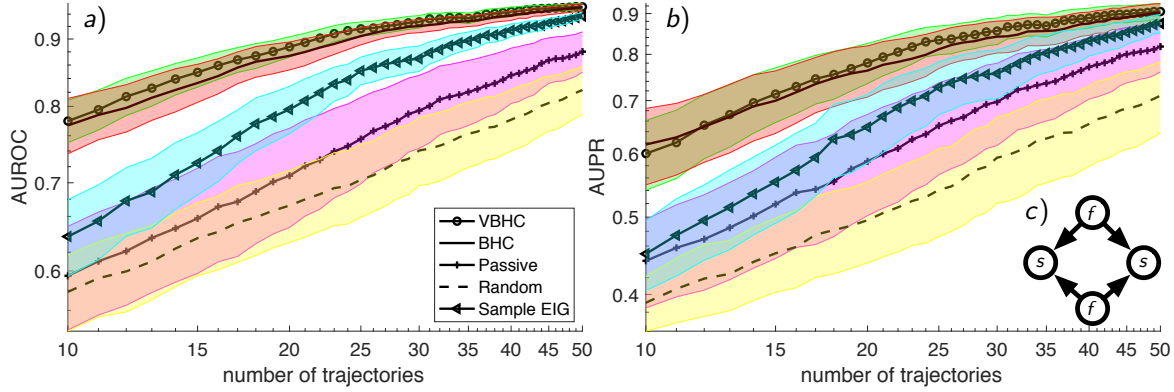 a)
AUROC
0.9
0.8
0.7
0.6
VBHC
BHC
Passive
Random
Sample EIG
10 15 20 25 30 35 40 45 50
number of trajectories
b)
AUPR
0.9
0.8
0.7
0.6
0.5
0.4
c)
f
s s
f
10 15 20 25 30 35 40 45 50
number of trajectories